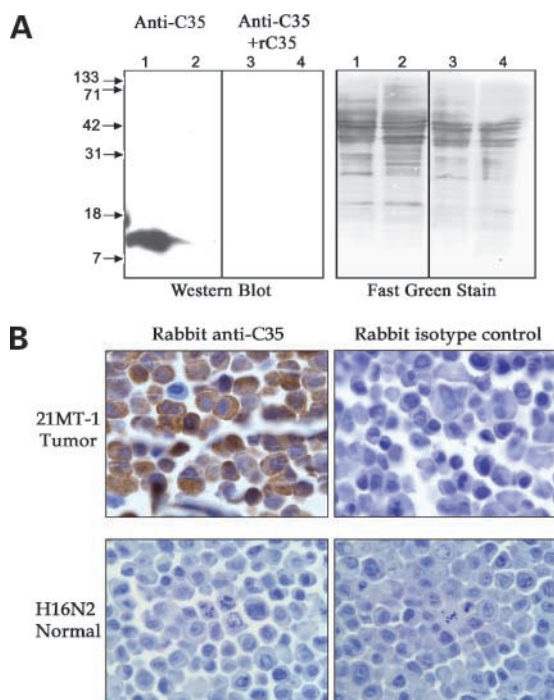 A
Anti-C35
Anti-C35
+rC35
1 2 3 4 1 2 3 4
133
71
42
31
18
7
Western Blot
Fast Green Stain
B
Rabbit anti-C35
Rabbit isotype control
21MT-1
Tumor
H16N2
Normal